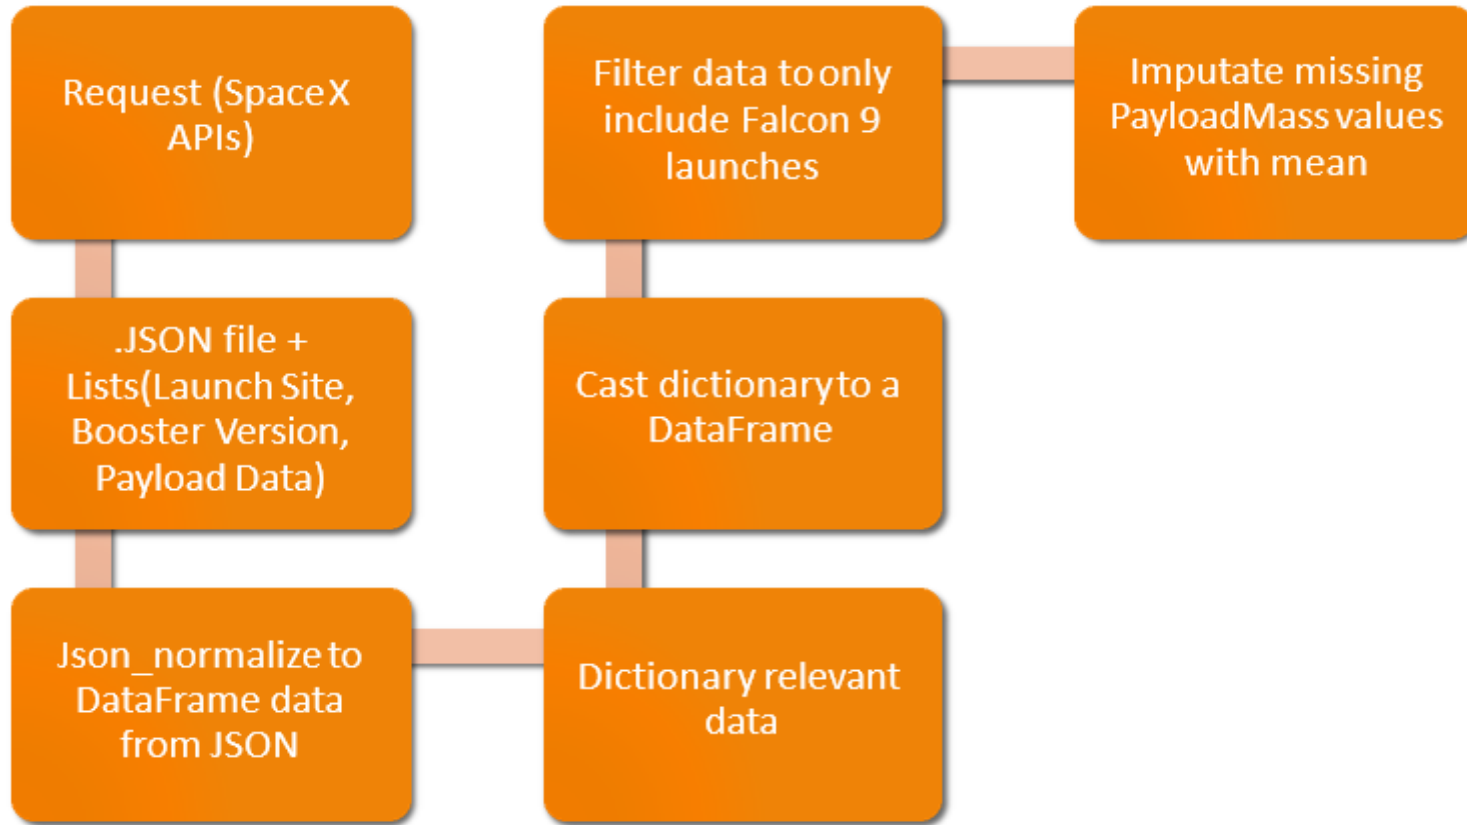 Request (SpaceX
APIs)
.JSON file +
Lists(Launch Site,
Booster Version,
Payload Data)
Json_normalize to
DataFrame data
from JSON
Dictionary relevant
data
Cast dictionary to a
DataFrame
Filter data to only
include Falcon 9
launches
Imputate missing
PayloadMass values
with mean